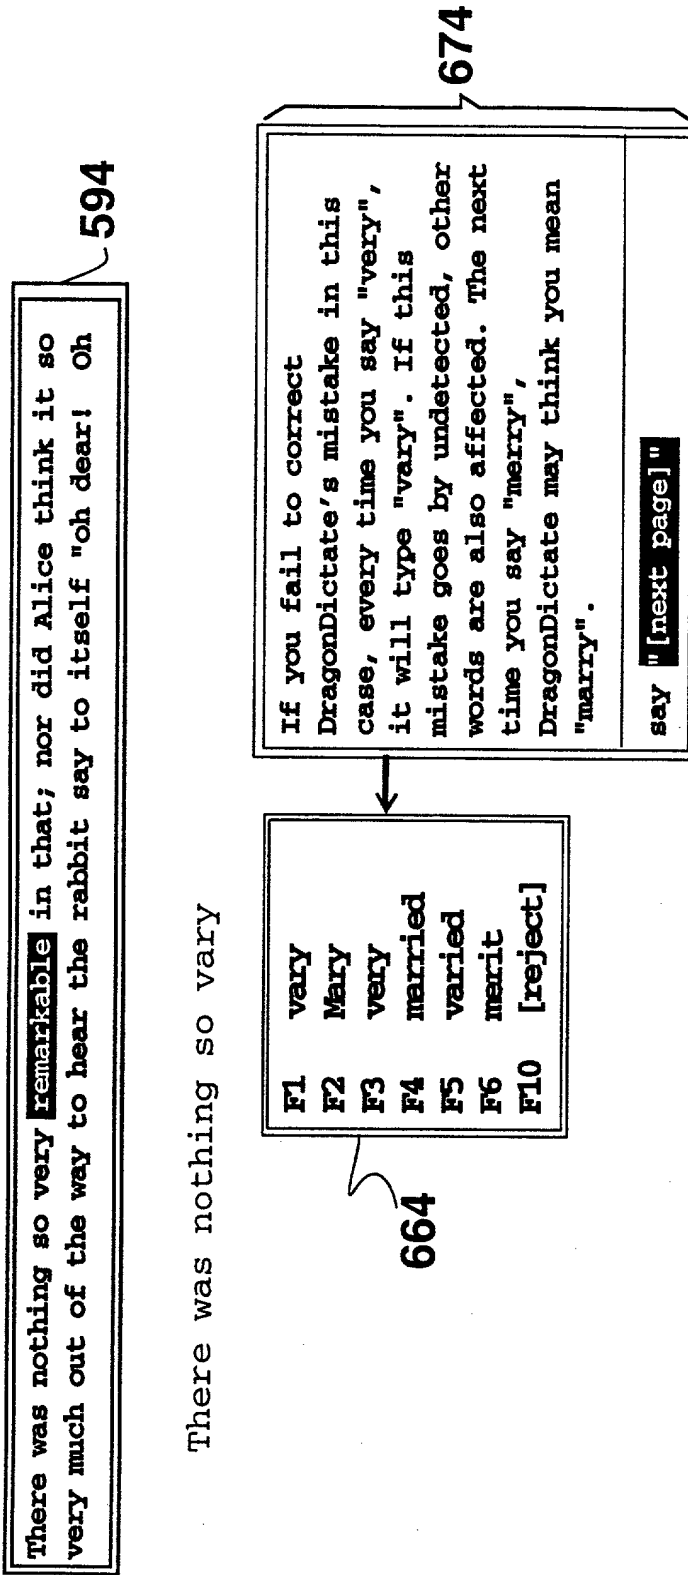 594
There was nothing so very remarkable in that; nor did Alice think it so
very much out of the way to hear the rabbit say to itself "oh dear! Oh
There was nothing so vary
664
F1 vary
F2 Mary
F3 very
F4 married
F5 varied
F6 merit
F10 [reject]
674
If you fail to correct
DragonDictate's mistake in this
case, every time you say "very",
it will type "vary". If this
mistake goes by undetected, other
words are also affected. The next
time you say "merry",
DragonDictate may think you mean
"marry".
say "[next page]"